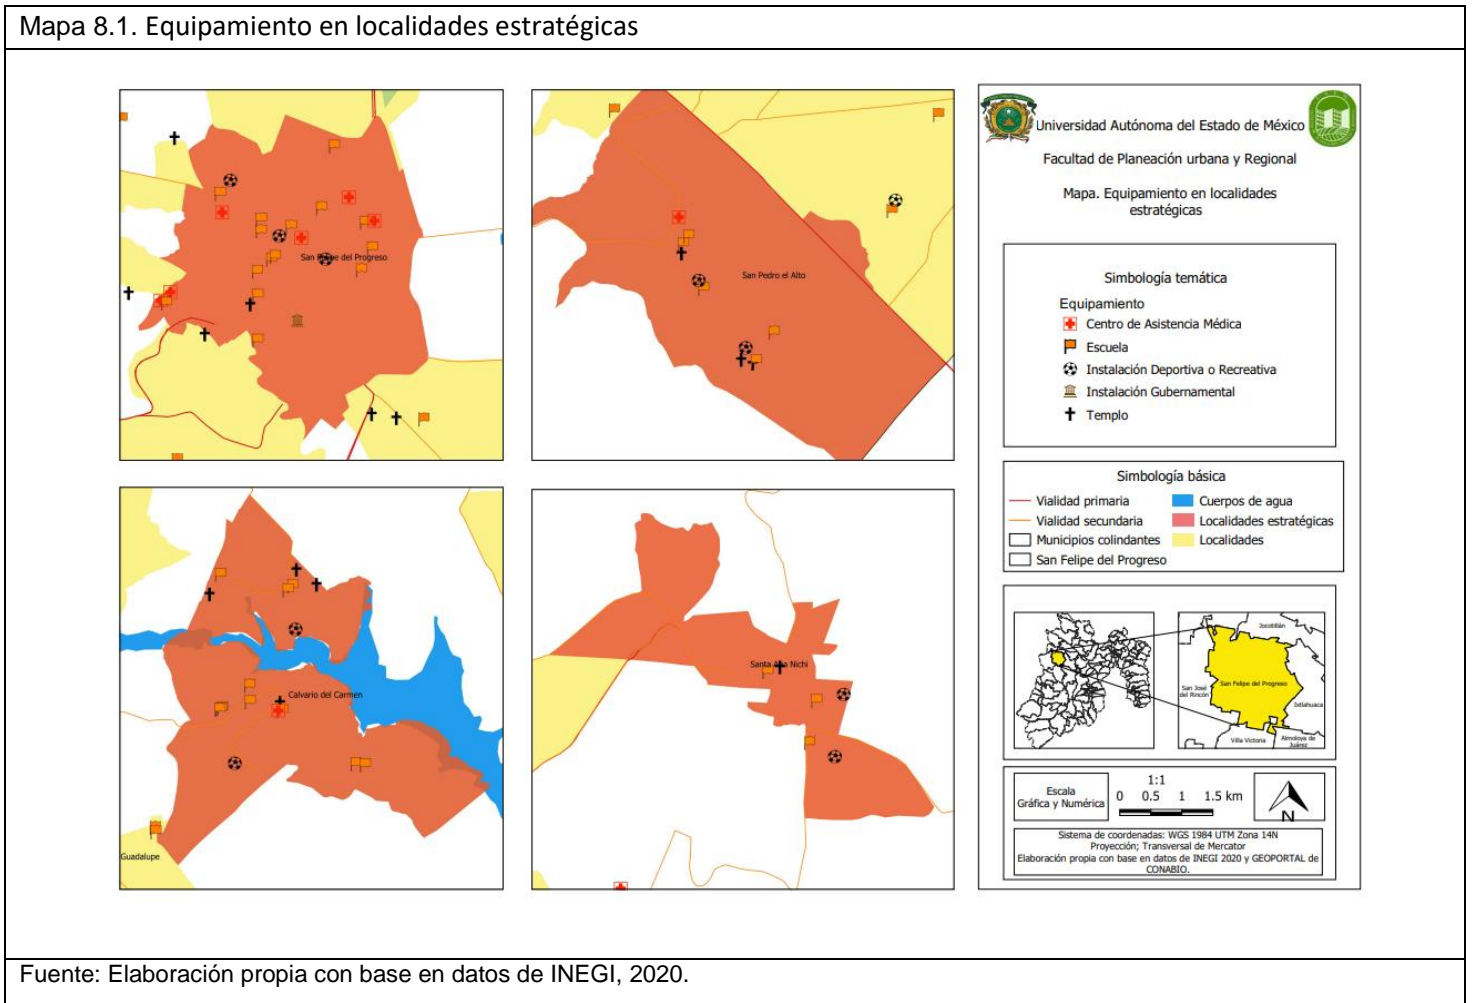 Mapa 8.1. Equipamiento en localidades estratégicas
San Felipe del Progreso
San Pedro el Alto
Calvario del Carmen
Guadalupe
Santa Ana Nichi
Universidad Autónoma del Estado de México
Facultad de Planeación urbana y Regional
Mapa. Equipamiento en localidades
estratégicas
Simbología temática
Equipamiento
Centro de Asistencia Médica
Escuela
Instalación Deportiva o Recreativa
Instalación Gubernamental
Templo
Simbología básica
Vialidad primaria
Vialidad secundaria
Municipios colindantes
San Felipe del Progreso
Cuerpos de agua
Localidades estratégicas
Localidades
Jocotitlán
San José
del Rincón
San Felipe del Progreso
Ixtlahuaca
Villa Victoria
Almoloya de
Juárez
Escala
Gráfica y Numérica
1:1
0 0.5 1 1.5 km
N
Sistema de coordenadas: WGS 1984 UTM Zona 14N
Proyección; Transversal de Mercator
Elaboración propia con base en datos de INEGI 2020 y GEOPORTAL de
CONABIO.
Fuente: Elaboración propia con base en datos de INEGI, 2020.